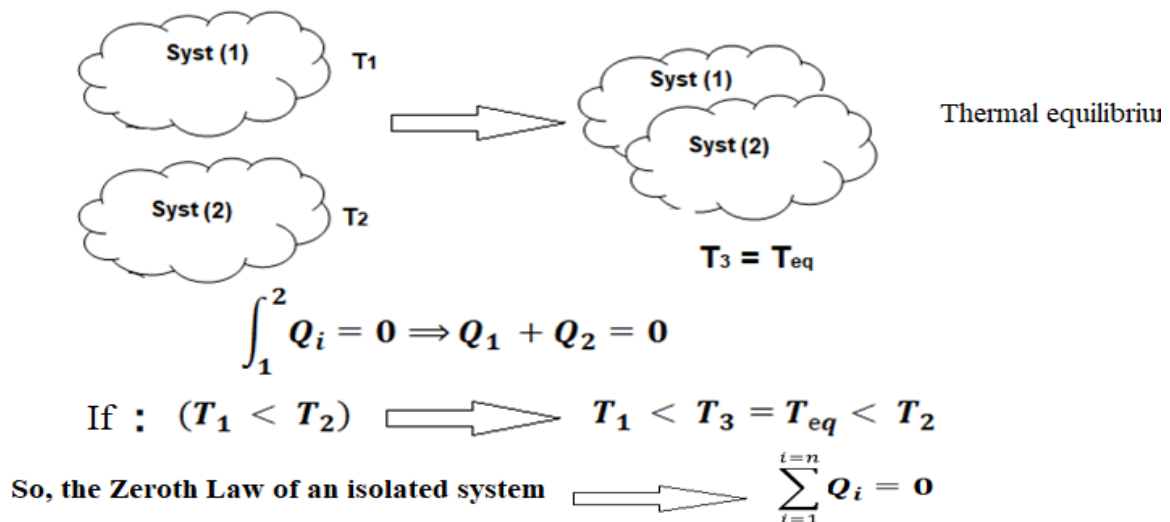 Syst (1) T1
Syst (1)
Thermal equilibriu
Syst (2)
Syst (2) T2
T3 = Teq
∫₁² Qᵢ = 0 ⟹ Q₁ + Q₂ = 0
If : (T₁ < T₂) T₁ < T₃ = Teq < T₂
So, the Zeroth Law of an isolated system ∑ᵢ₌₁ⁱ⁼ⁿ Qᵢ = 0